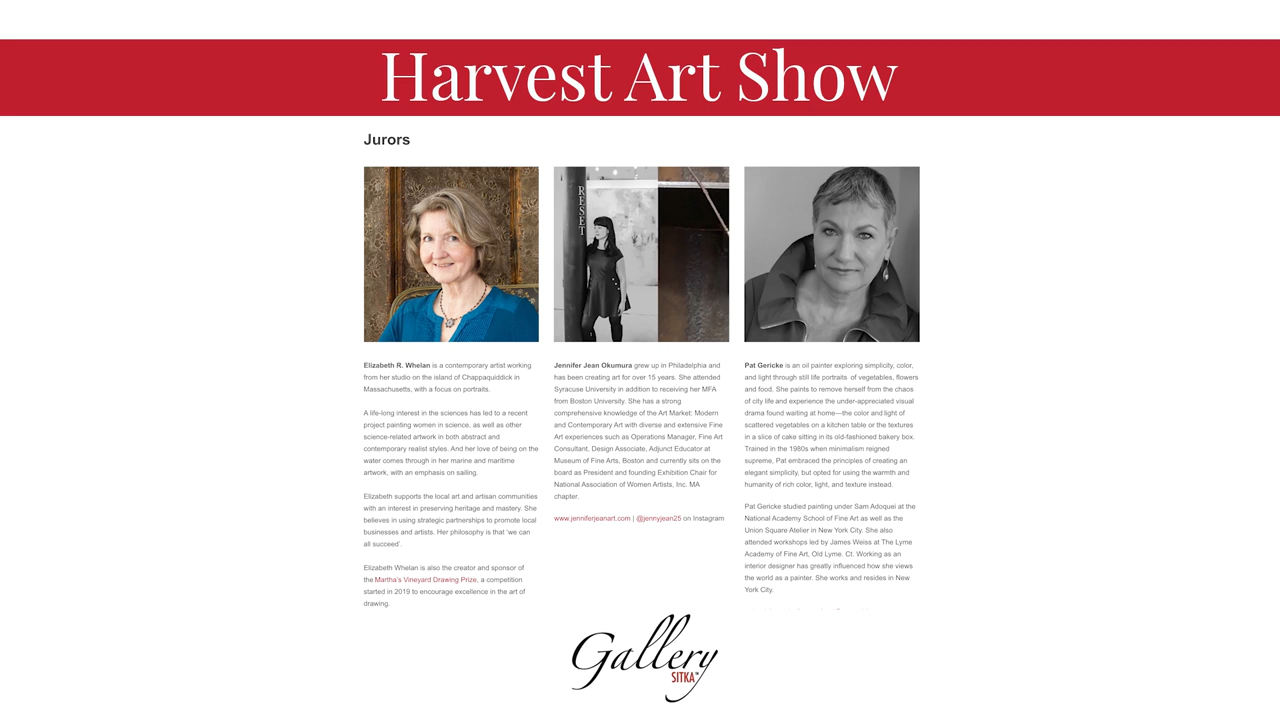 Harvest Art Show
Jurors
RESET
Elizabeth R. Whelan is a contemporary artist working
from her studio on the island of Chappaquiddick in
Massachusetts, with a focus on portraits.
A life-long interest in the sciences has led to a recent
project painting women in science, as well as other
science-related artwork in both abstract and
contemporary realist styles. And her love of being on the
water comes through in her marine and maritime
artwork, with an emphasis on sailing.
Elizabeth supports the local art and artisan communities
with an interest in preserving heritage and mastery. She
believes in using strategic partnerships to promote local
businesses and artists. Her philosophy is that 'we can
all succeed'.
Elizabeth Whelan is also the creator and sponsor of
the Martha's Vineyard Drawing Prize, a competition
started in 2019 to encourage excellence in the art of
drawing.
Jennifer Jean Okumura grew up in Philadelphia and
has been creating art for over 15 years. She attended
Syracuse University in addition to receiving her MFA
from Boston University. She has a strong
comprehensive knowledge of the Art Market: Modern
and Contemporary Art with diverse and extensive Fine
Art experiences such as Operations Manager, Fine Art
Consultant, Design Associate, Adjunct Educator at
Museum of Fine Arts, Boston and currently sits on the
board as President and founding Exhibition Chair for
National Association of Women Artists, Inc. MA
chapter.
www.jenniferjeanart.com | @jennyjean25 on Instagram
Pat Gericke is an oil painter exploring simplicity, color,
and light through still life portraits of vegetables, flowers
and food. She paints to remove herself from the chaos
of city life and experience the under-appreciated visual
drama found waiting at home—the color and light of
scattered vegetables on a kitchen table or the textures
in a slice of cake sitting in its old-fashioned bakery box.
Trained in the 1980s when minimalism reigned
supreme, Pat embraced the principles of creating an
elegant simplicity, but opted for using the warmth and
humanity of rich color, light, and texture instead.
Pat Gericke studied painting under Sam Adoquei at the
National Academy School of Fine Art as well as the
Union Square Atelier in New York City. She also
attended workshops led by James Weiss at The Lyme
Academy of Fine Art, Old Lyme. Ct. Working as an
interior designer has greatly influenced how she views
the world as a painter. She works and resides in New
York City.
Gallery
SITKA™